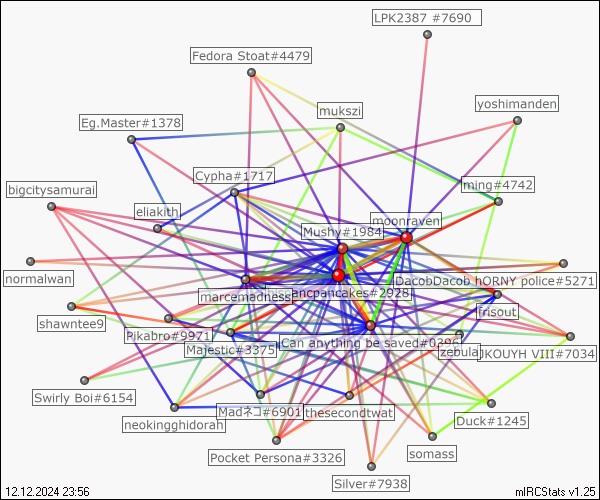 LPK2387 #7690
Fedora Stoat#4479
mukszi
yoshimanden
Eg.Master#1378
Cypha#1717
ming#4742
bigcitysamurai
eliakith
moonraven
Mushy#1984
normalwan
DacobDacob hORNY police#5271
marcemadness
ancpancakes#2928
frisout
shawntee9
Pikabro#9971
Can anything be saved#0296
Majestic#3375
zebula
JKOUYH VIII#7034
Swirly Boi#6154
neokingghidorah
Madネコ#6901
thesecondtwat
Duck#1245
Pocket Persona#3326
somass
Silver#7938
12.12.2024 23:56
mIRCStats v1.25